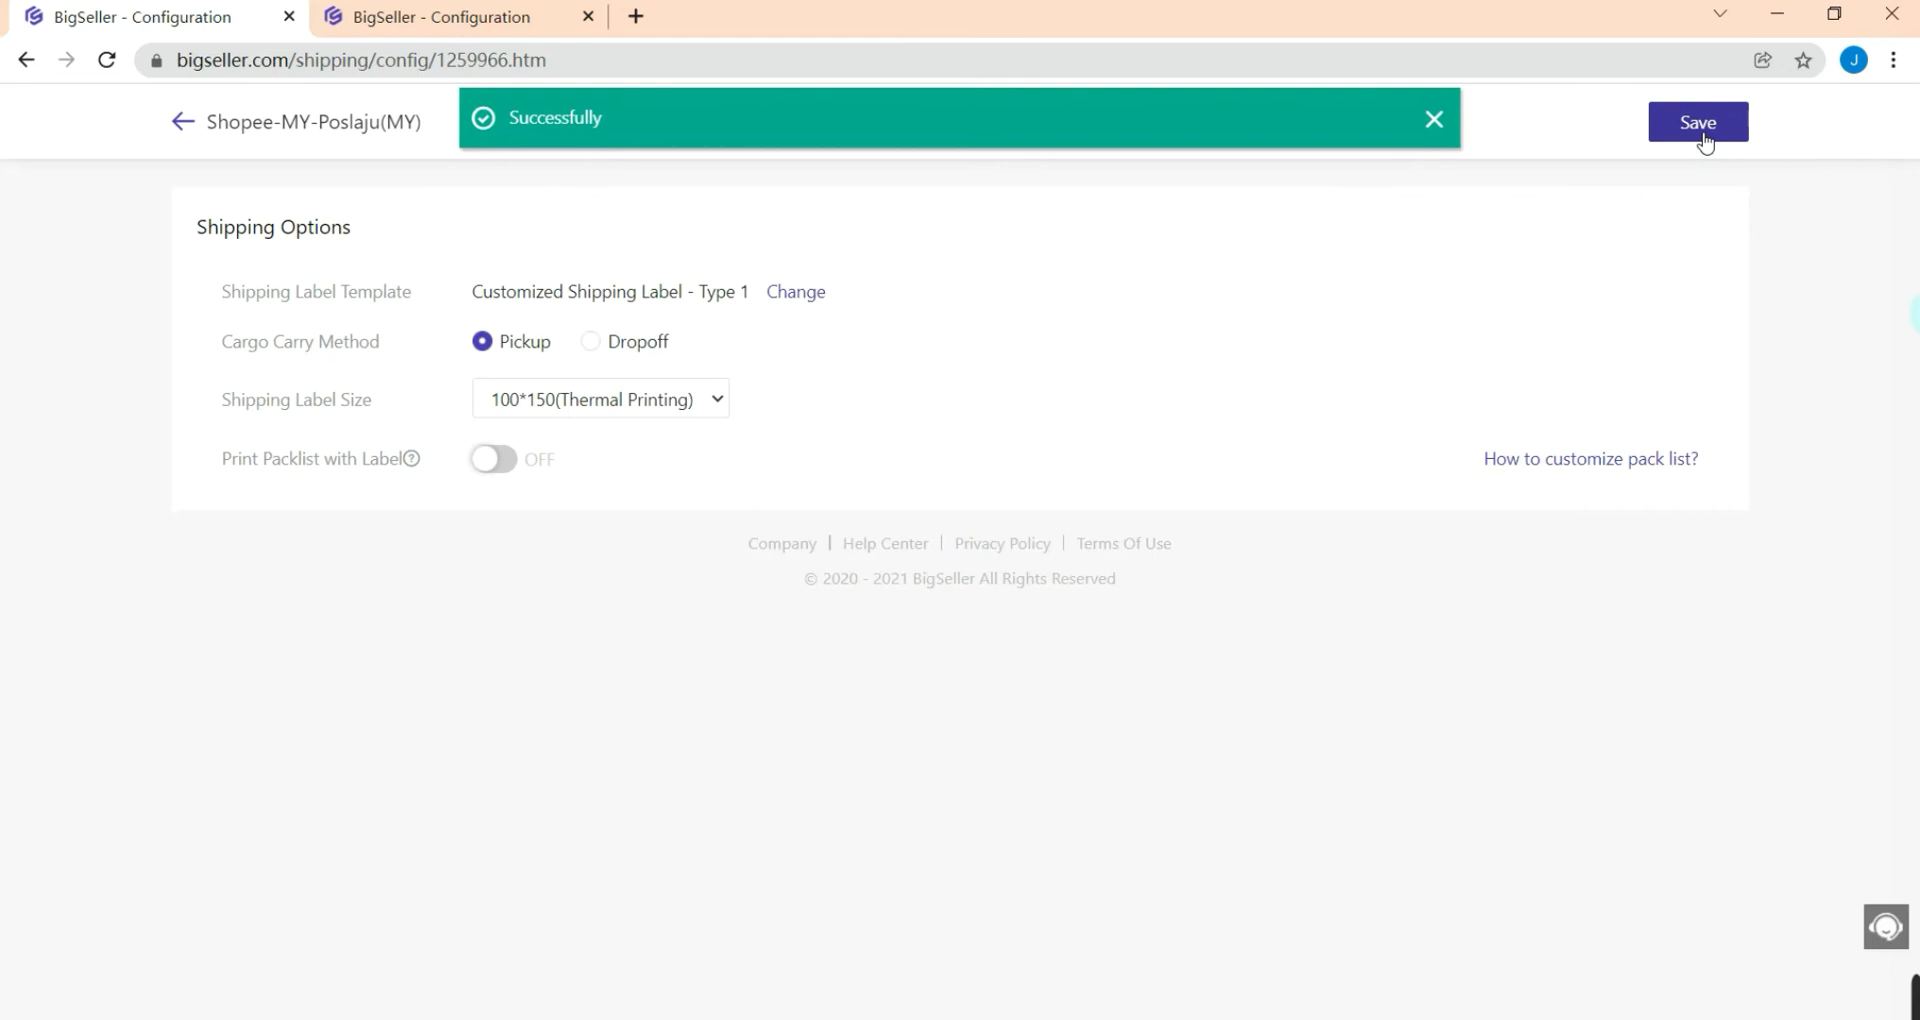 BigSeller - Configuration
BigSeller - Configuration
bigseller.com/shipping/config/1259966.htm
J
Shopee-MY-Poslaju(MY)
Successfully
Save
Shipping Options
Shipping Label Template Customized Shipping Label - Type 1 Change
Cargo Carry Method Pickup Dropoff
Shipping Label Size 100*150(Thermal Printing)
Print Packlist with Label OFF How to customize pack list?
Company | Help Center | Privacy Policy | Terms Of Use
© 2020 - 2021 BigSeller All Rights Reserved